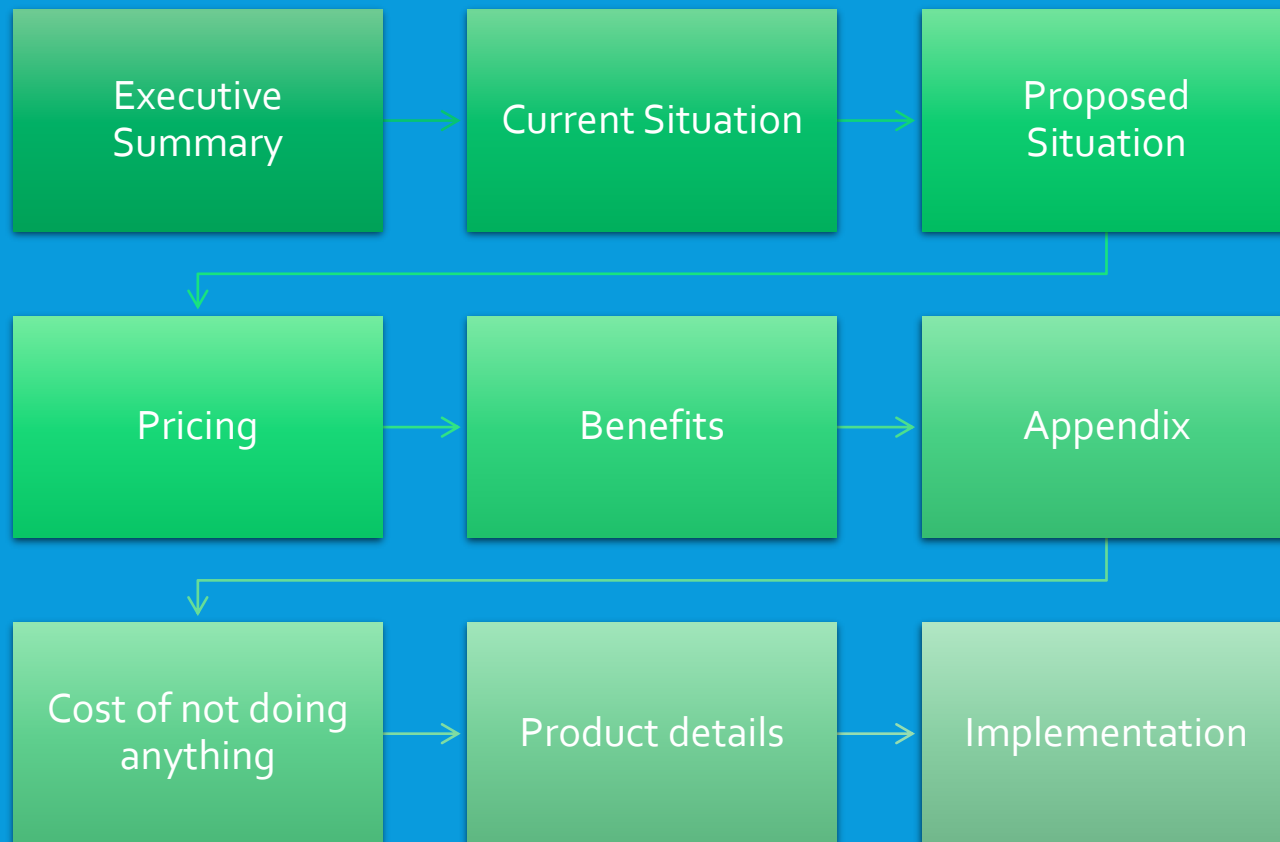 Executive
Summary
Current Situation
Proposed
Situation
Pricing
Benefits
Appendix
Cost of not doing
anything
Product details
Implementation